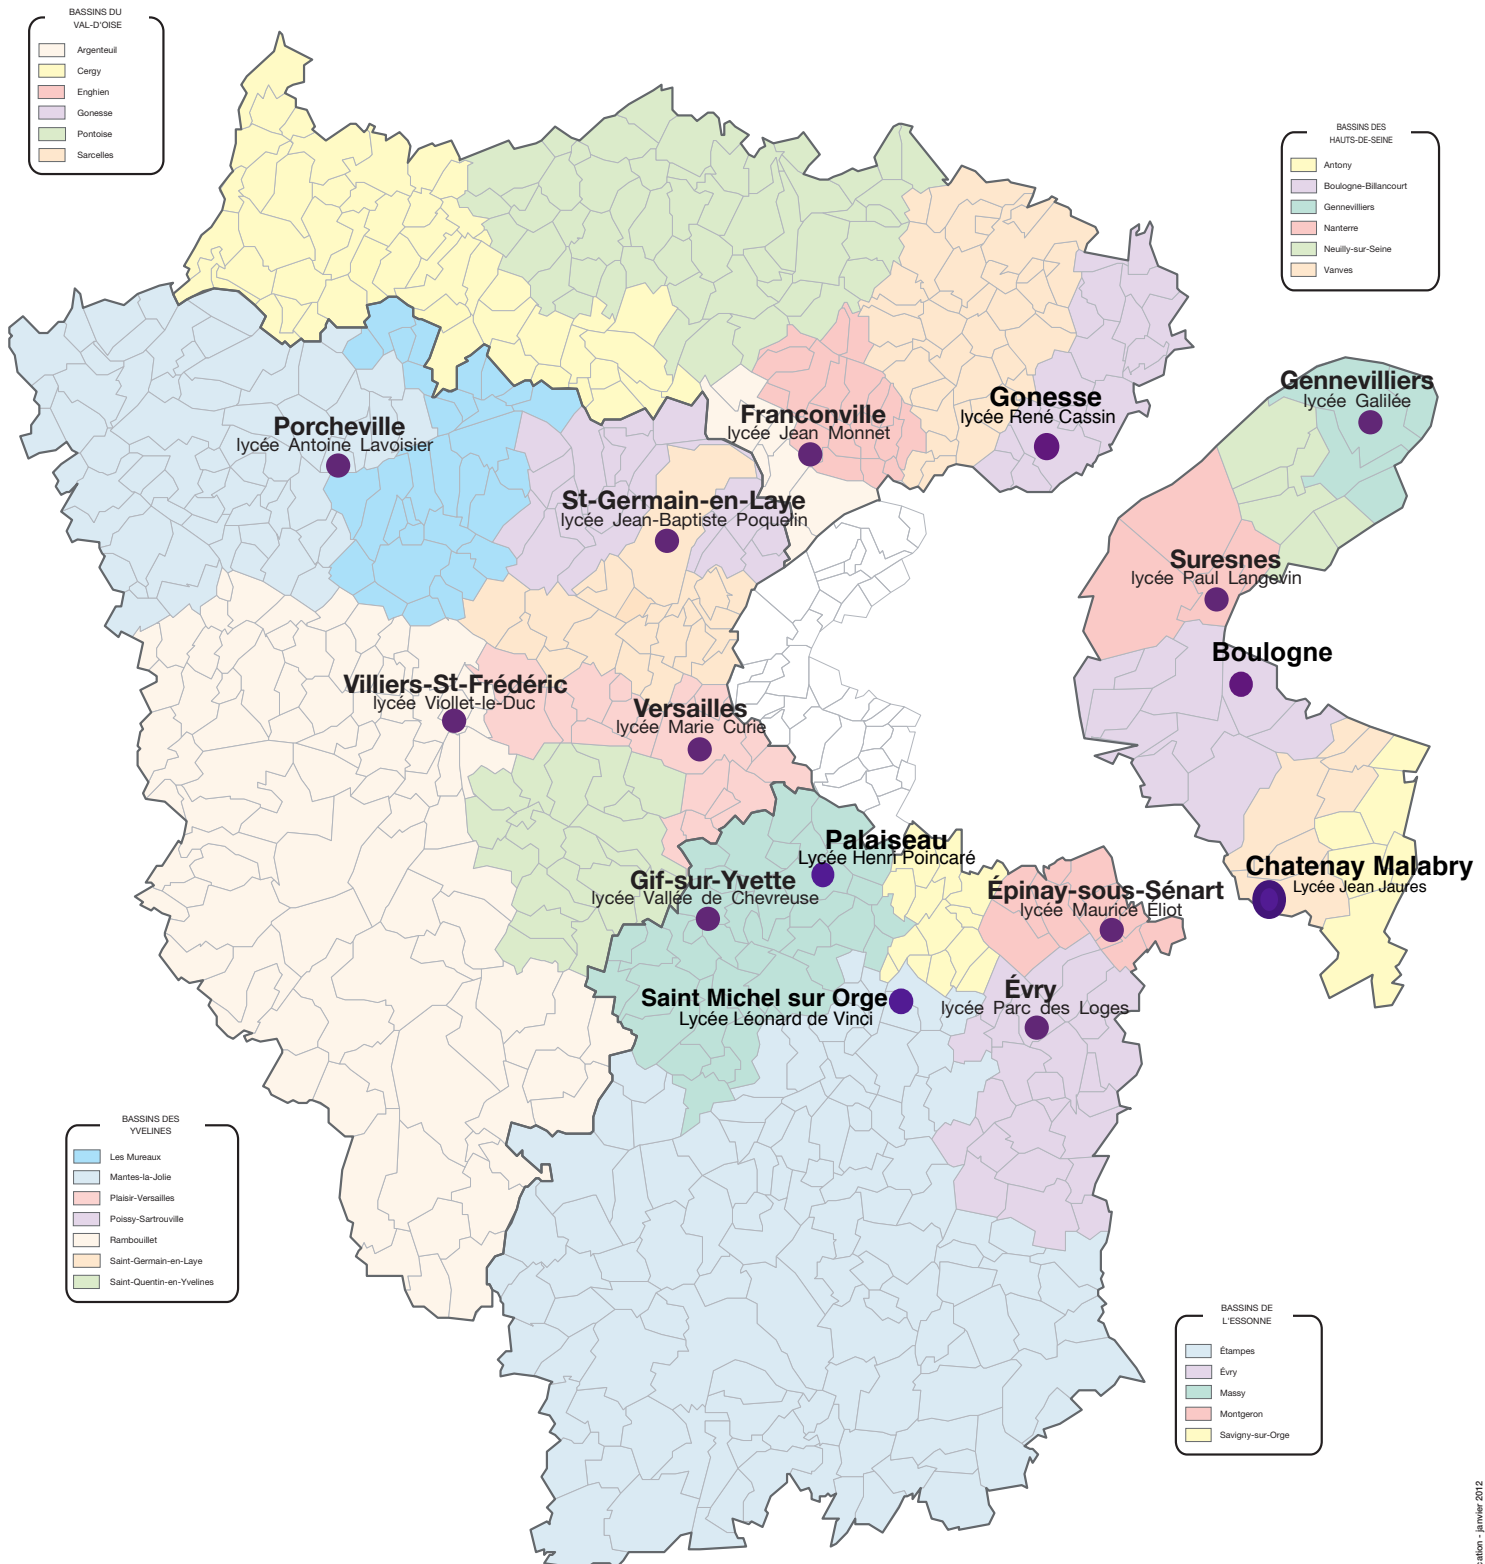 BASSINS DU
VAL-D'OISE
Argenteuil
Cergy
Enghien
Gonesse
Pontoise
Sarcelles
BASSINS DES
HAUTS-DE-SEINE
Antony
Boulogne-Billancourt
Gennevilliers
Nanterre
Neuilly-sur-Seine
Vanves
Gennevilliers
lycée Galilée
Gonesse
lycée René Cassin
Franconville
lycée Jean Monnet
Porcheville
lycée Antoine Lavoisier
St-Germain-en-Laye
lycée Jean-Baptiste Poquelin
Suresnes
lycée Paul Langevin
Boulogne
Villiers-St-Frédéric
lycée Viollet-le-Duc
Versailles
lycée Marie Curie
Palaiseau
Lycée Henri Poincaré
Chatenay Malabry
Lycée Jean Jaures
Gif-sur-Yvette
lycée Vallée de Chevreuse
Épinay-sous-Sénart
lycée Maurice Éliot
Saint Michel sur Orge
Lycée Léonard de Vinci
Évry
lycée Parc des Loges
BASSINS DES
YVELINES
Les Mureaux
Mantes-la-Jolie
Plaisir-Versailles
Poissy-Sartrouville
Rambouillet
Saint-Germain-en-Laye
Saint-Quentin-en-Yvelines
BASSINS DE
L'ESSONNE
Étampes
Évry
Massy
Montgeron
Savigny-sur-Orge
cation - janvier 2012